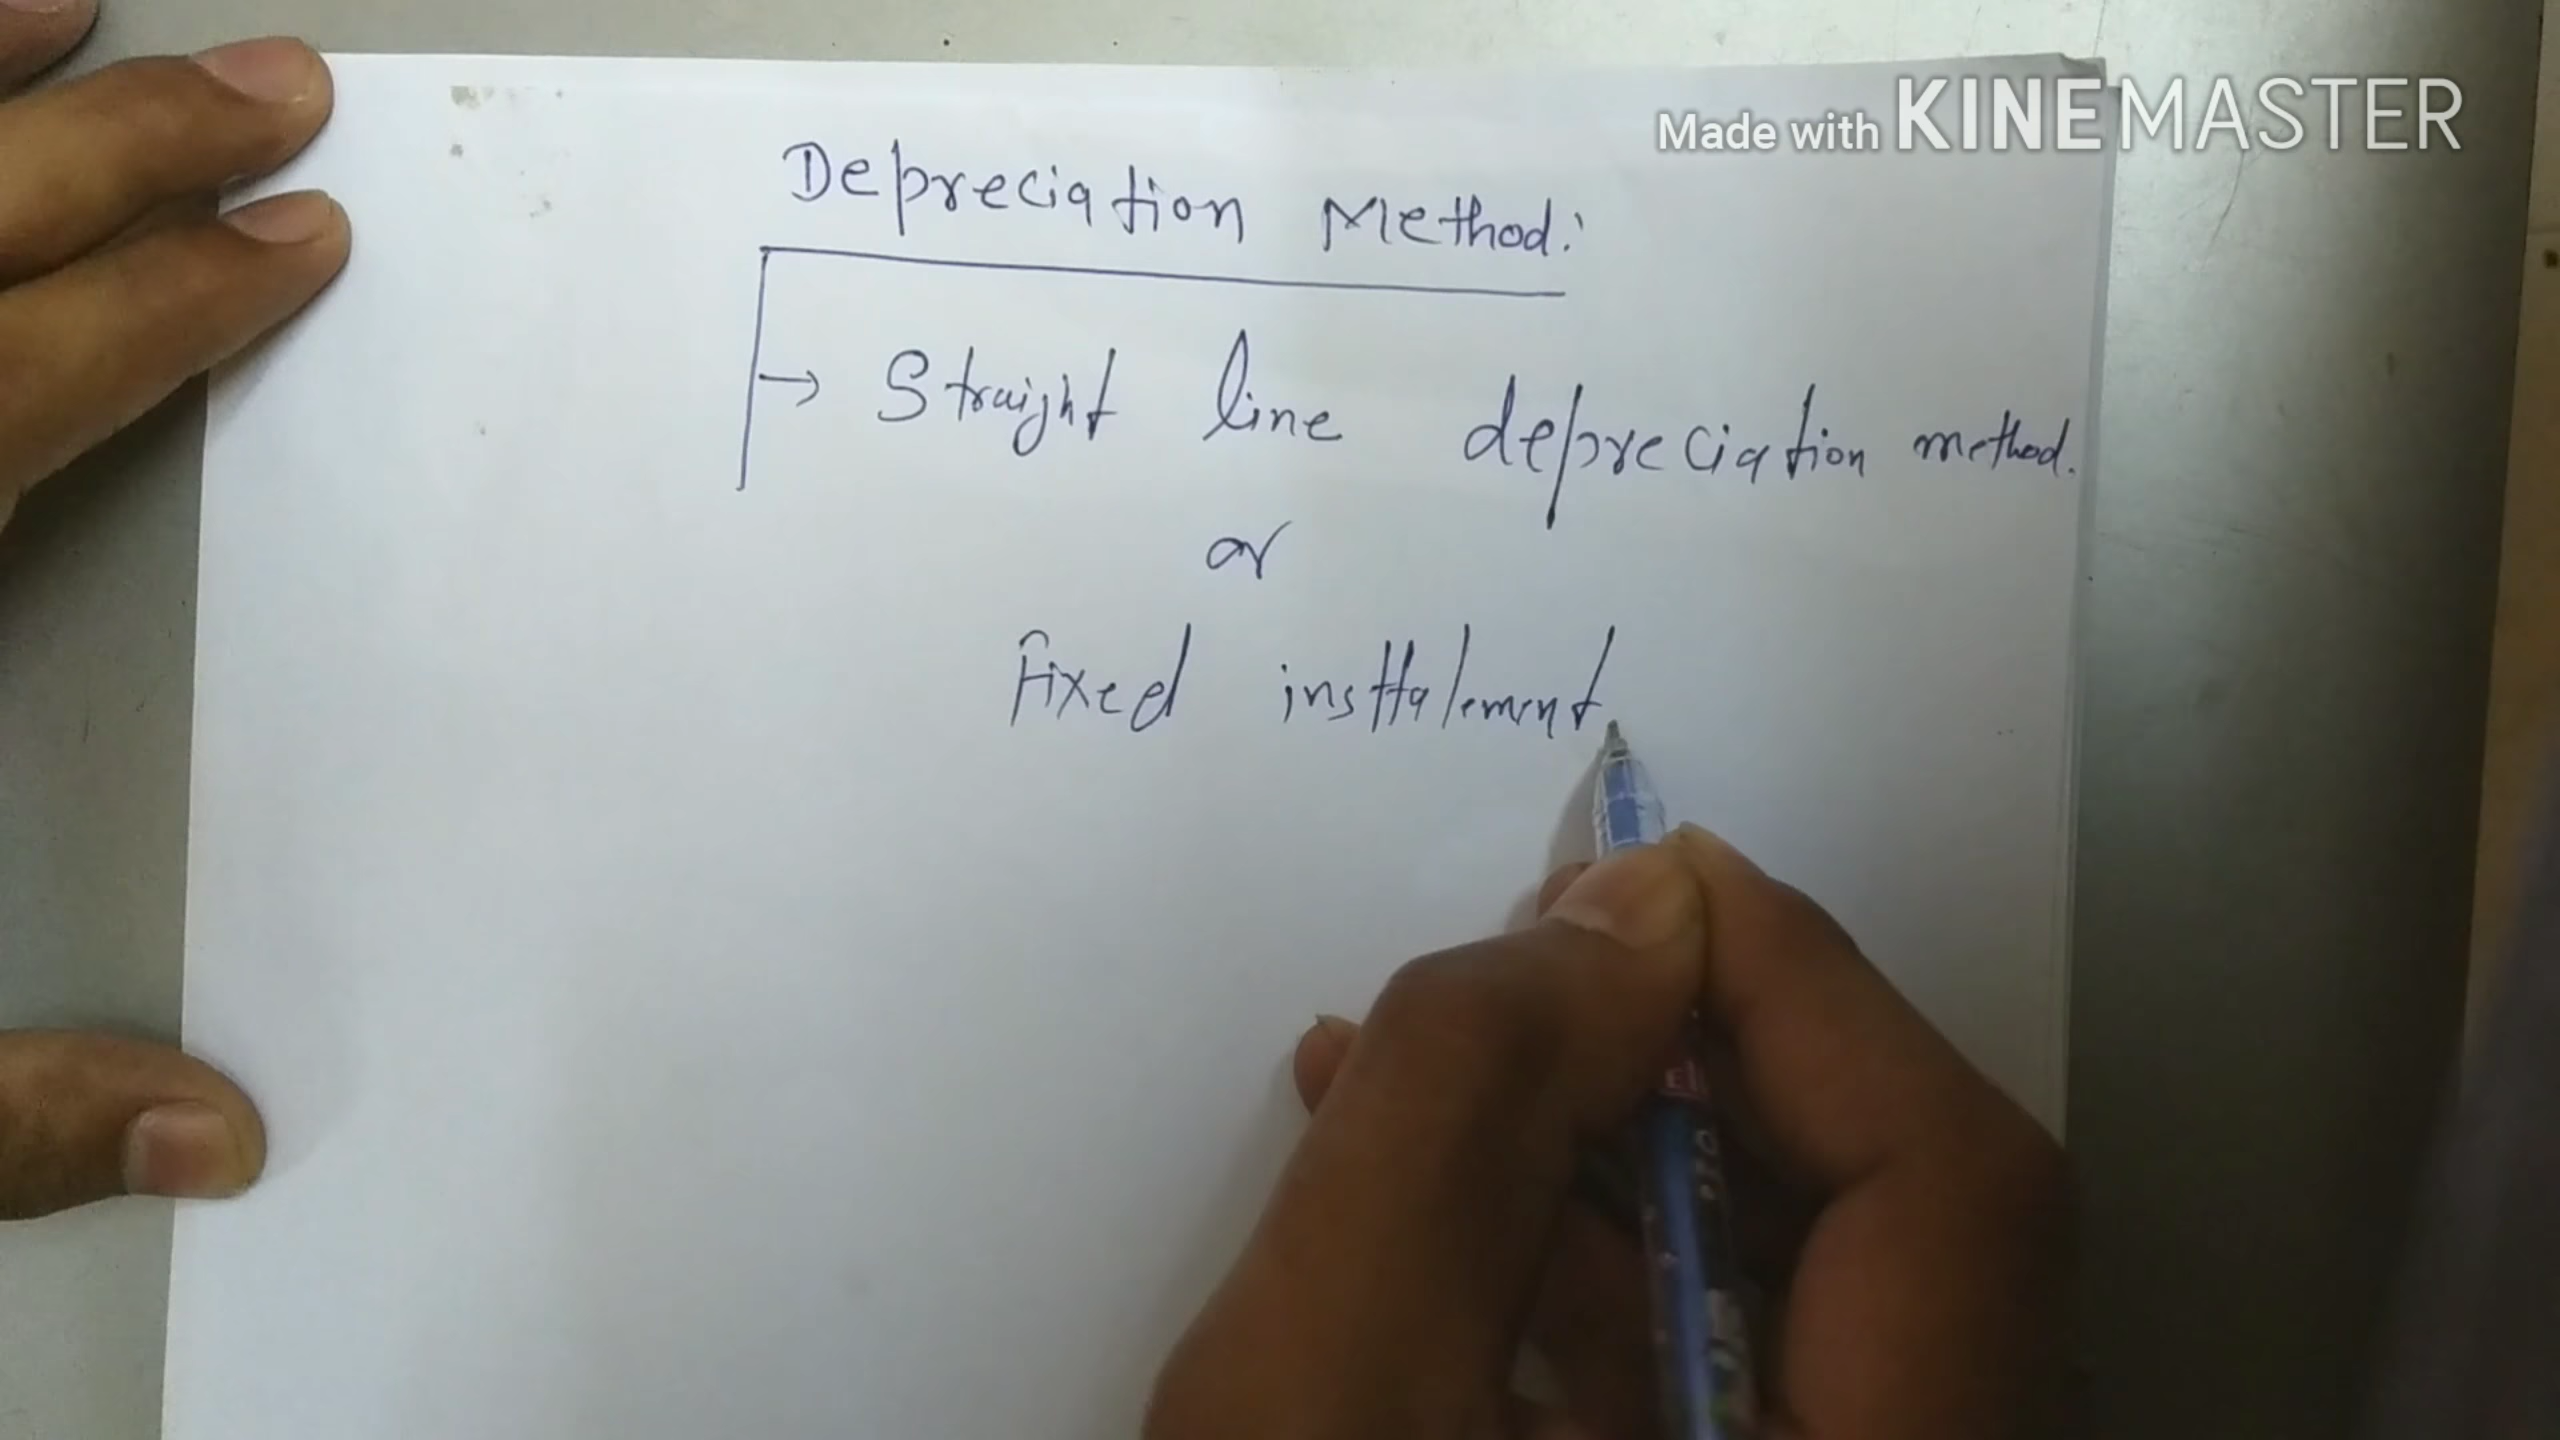 Made with KINEMASTER
Depreciation Method:
→ Straight line depreciation method.
or
Fixed insttalement